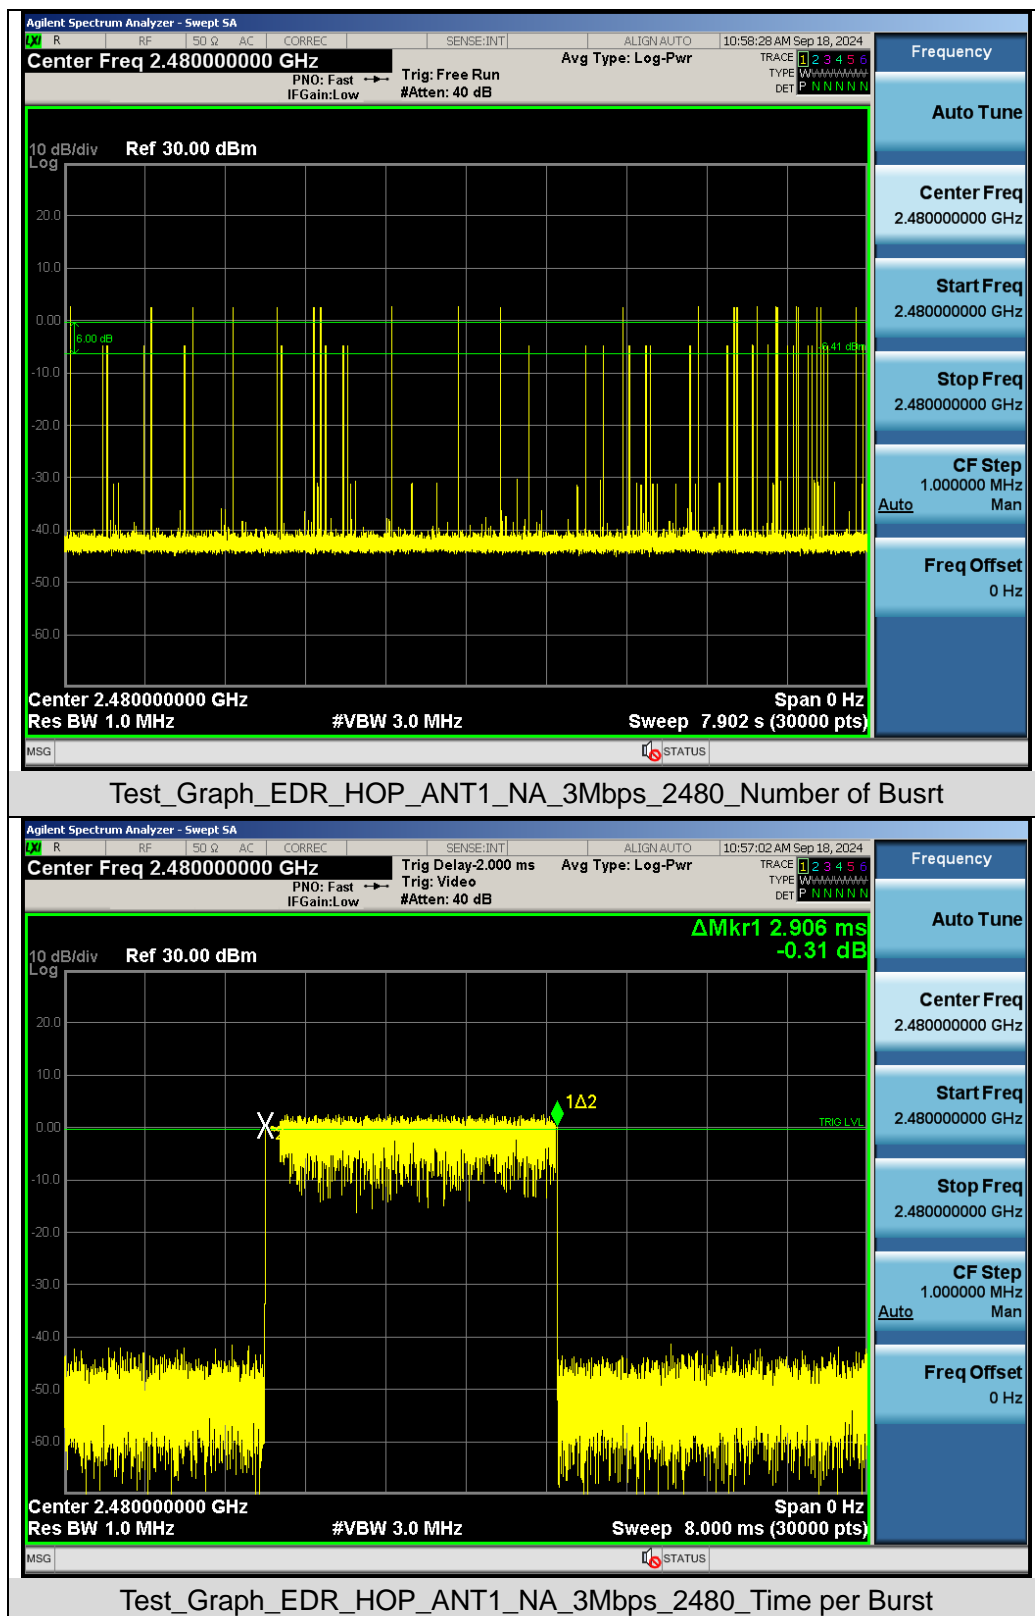 Agilent Spectrum Analyzer - Swept SA
LXI R RF 50 Ω AC CORREC SENSE:INT ALIGN AUTO 10:58:28 AM Sep 18, 2024
Center Freq 2.480000000 GHz
PNO: Fast
IFGain:Low
Trig: Free Run
#Atten: 40 dB
Avg Type: Log-Pwr
TRACE 1 2 3 4 5 6
TYPE W
DET P N N N N N
10 dB/div
Log
Ref 30.00 dBm
20.0
10.0
0.00
-10.0
-20.0
-30.0
-40.0
-50.0
-60.0
6.00 dB
-6.41 dBm
Center 2.480000000 GHz
Span 0 Hz
Res BW 1.0 MHz
#VBW 3.0 MHz
Sweep 7.902 s (30000 pts)
MSG
STATUS
Frequency
Auto Tune
Center Freq
2.480000000 GHz
Start Freq
2.480000000 GHz
Stop Freq
2.480000000 GHz
CF Step
1.000000 MHz
Auto Man
Freq Offset
0 Hz
Test_Graph_EDR_HOP_ANT1_NA_3Mbps_2480_Number of Busrt
Agilent Spectrum Analyzer - Swept SA
LXI R RF 50 Ω AC CORREC SENSE:INT ALIGN AUTO 10:57:02 AM Sep 18, 2024
Center Freq 2.480000000 GHz
PNO: Fast
IFGain:Low
Trig Delay-2.000 ms
Trig: Video
#Atten: 40 dB
Avg Type: Log-Pwr
TRACE 1 2 3 4 5 6
TYPE W
DET P N N N N N
ΔMkr1 2.906 ms
-0.31 dB
10 dB/div
Log
Ref 30.00 dBm
20.0
10.0
0.00
-10.0
-20.0
-30.0
-40.0
-50.0
-60.0
1Δ2
TRIG LVL
Center 2.480000000 GHz
Span 0 Hz
Res BW 1.0 MHz
#VBW 3.0 MHz
Sweep 8.000 ms (30000 pts)
MSG
STATUS
Frequency
Auto Tune
Center Freq
2.480000000 GHz
Start Freq
2.480000000 GHz
Stop Freq
2.480000000 GHz
CF Step
1.000000 MHz
Auto Man
Freq Offset
0 Hz
Test_Graph_EDR_HOP_ANT1_NA_3Mbps_2480_Time per Burst